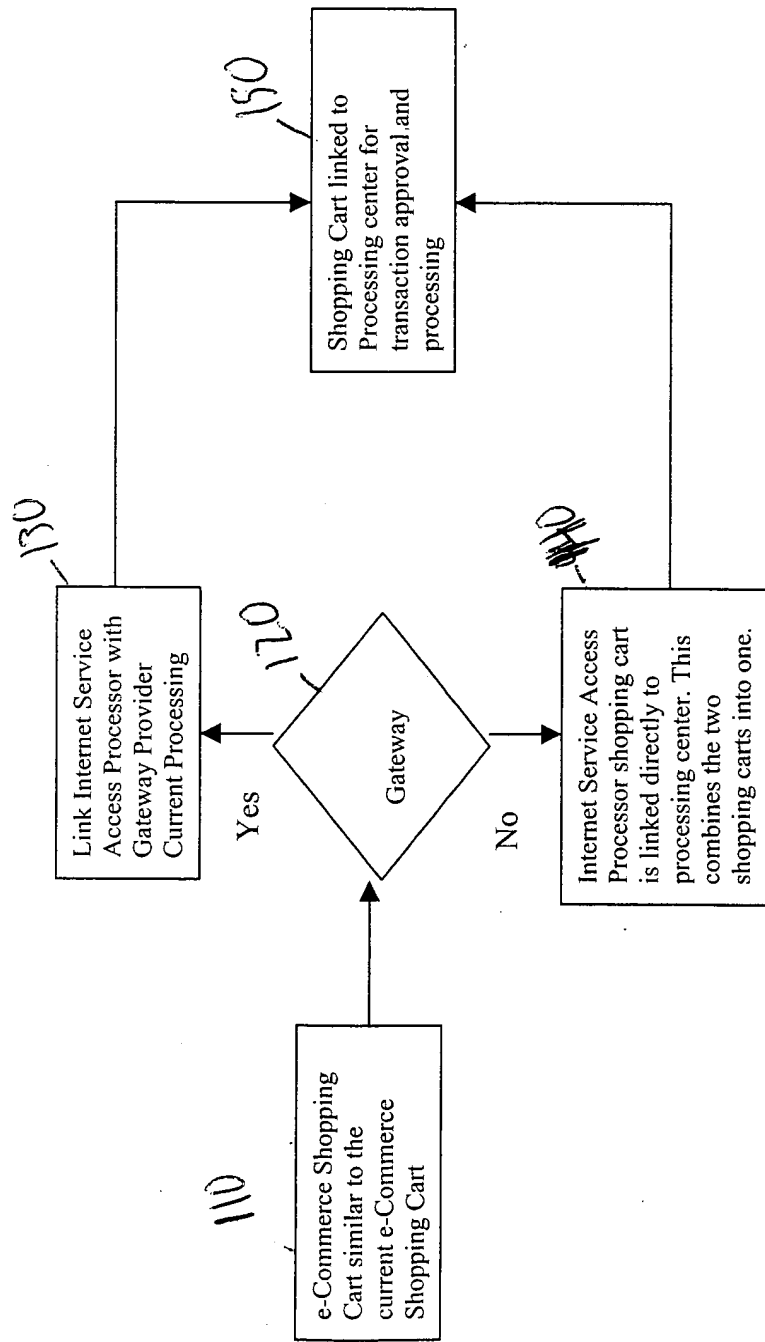 110
e-Commerce Shopping
Cart similar to the
current e-Commerce
Shopping Cart
120
Gateway
Yes
No
130
Link Internet Service
Access Processor with
Gateway Provider
Current Processing
140
Internet Service Access
Processor shopping cart
is linked directly to
processing center. This
combines the two
shopping carts into one.
150
Shopping Cart linked to
Processing center for
transaction approval and
processing